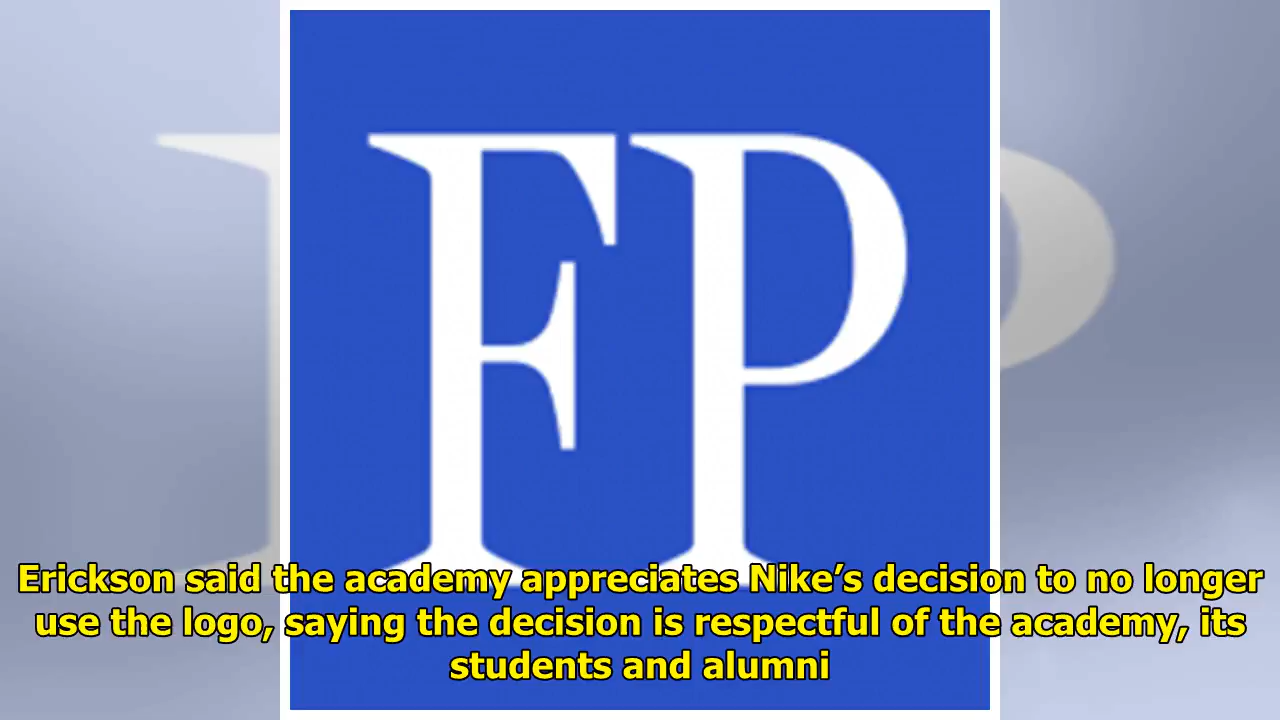 FP
Erickson said the academy appreciates Nike’s decision to no longer
use the logo, saying the decision is respectful of the academy, its
students and alumni